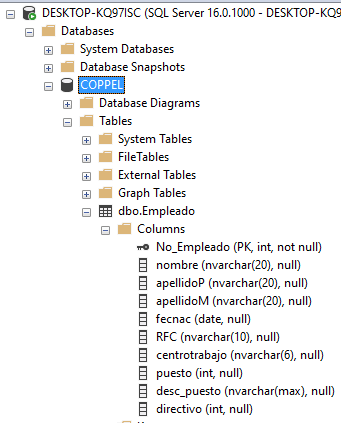 DESKTOP-KQ97ISC (SQL Server 16.0.1000 - DESKTOP-KQ97ISC
Databases
System Databases
Database Snapshots
COPPEL
Database Diagrams
Tables
System Tables
FileTables
External Tables
Graph Tables
dbo.Empleado
Columns
No_Empleado (PK, int, not null)
nombre (nvarchar(20), null)
apellidoP (nvarchar(20), null)
apellidoM (nvarchar(20), null)
fecnac (date, null)
RFC (nvarchar(10), null)
centrotrabajo (nvarchar(6), null)
puesto (int, null)
desc_puesto (nvarchar(max), null)
directivo (int, null)